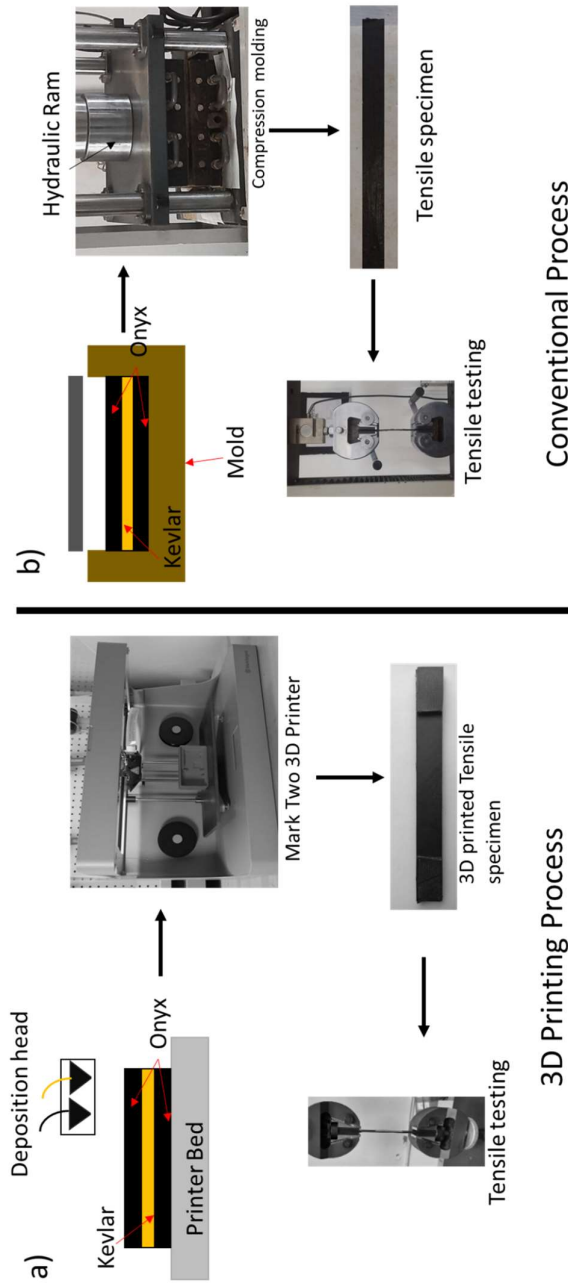 a)
Deposition head
Kevlar
Onyx
Printer Bed
Mark Two 3D Printer
3D printed Tensile
specimen
Tensile testing
3D Printing Process
b)
Kevlar
Onyx
Mold
Hydraulic Ram
Compression molding
Tensile specimen
Tensile testing
Conventional Process